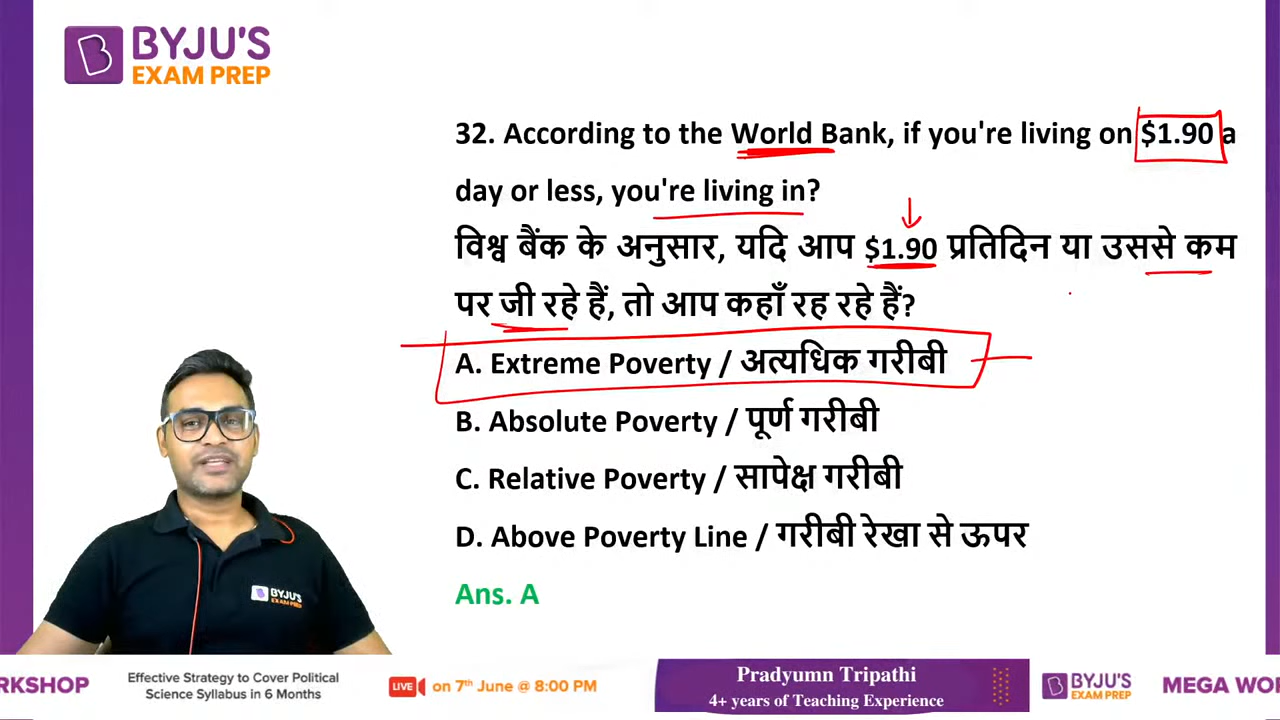 BYJU'S
EXAM PREP
32. According to the World Bank, if you're living on $1.90 a
day or less, you're living in?
विश्व बैंक के अनुसार, यदि आप $1.90 प्रतिदिन या उससे कम
पर जी रहे हैं, तो आप कहाँ रह रहे हैं?
A. Extreme Poverty / अत्यधिक गरीबी
B. Absolute Poverty / पूर्ण गरीबी
C. Relative Poverty / सापेक्ष गरीबी
D. Above Poverty Line / गरीबी रेखा से ऊपर
Ans. A
BYJU'S
EXAM PREP
RKSHOP
Effective Strategy to Cover Political
Science Syllabus in 6 Months
LIVE on 7th June @ 8:00 PM
Pradyumn Tripathi
4+ years of Teaching Experience
BYJU'S
EXAM PREP
MEGA WOR